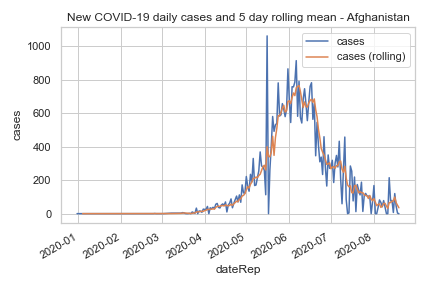 New COVID-19 daily cases and 5 day rolling mean - Afghanistan
cases
cases (rolling)
1000
800
600
400
200
0
cases
2020-01
2020-02
2020-03
2020-04
2020-05
2020-06
2020-07
2020-08
dateRep